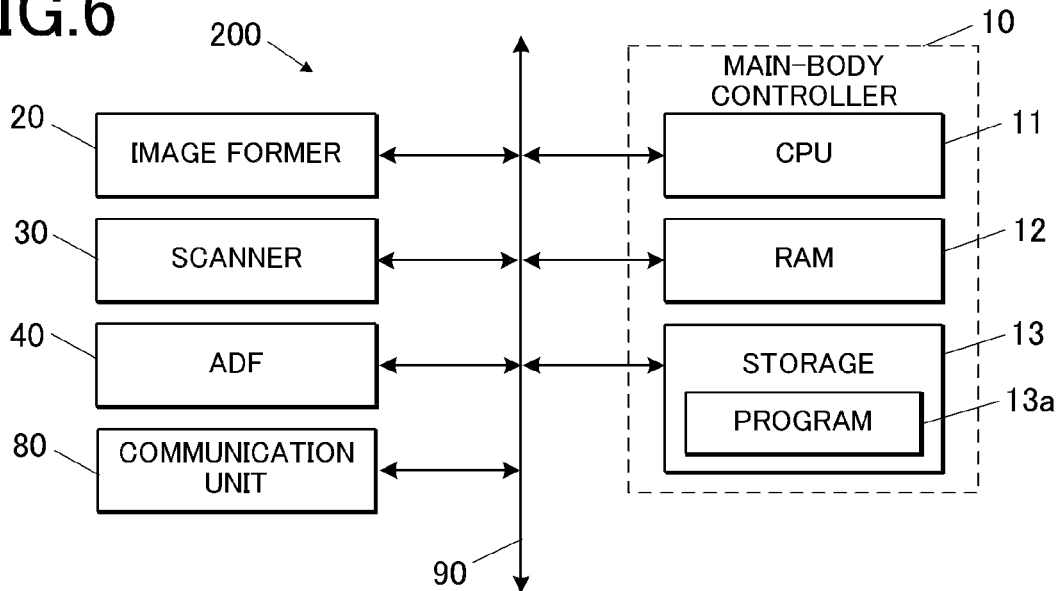 FIG.6
200
10
MAIN-BODY
CONTROLLER
20
IMAGE FORMER
CPU
11
30
SCANNER
RAM
12
40
ADF
STORAGE
13
PROGRAM
13a
80
COMMUNICATION
UNIT
90